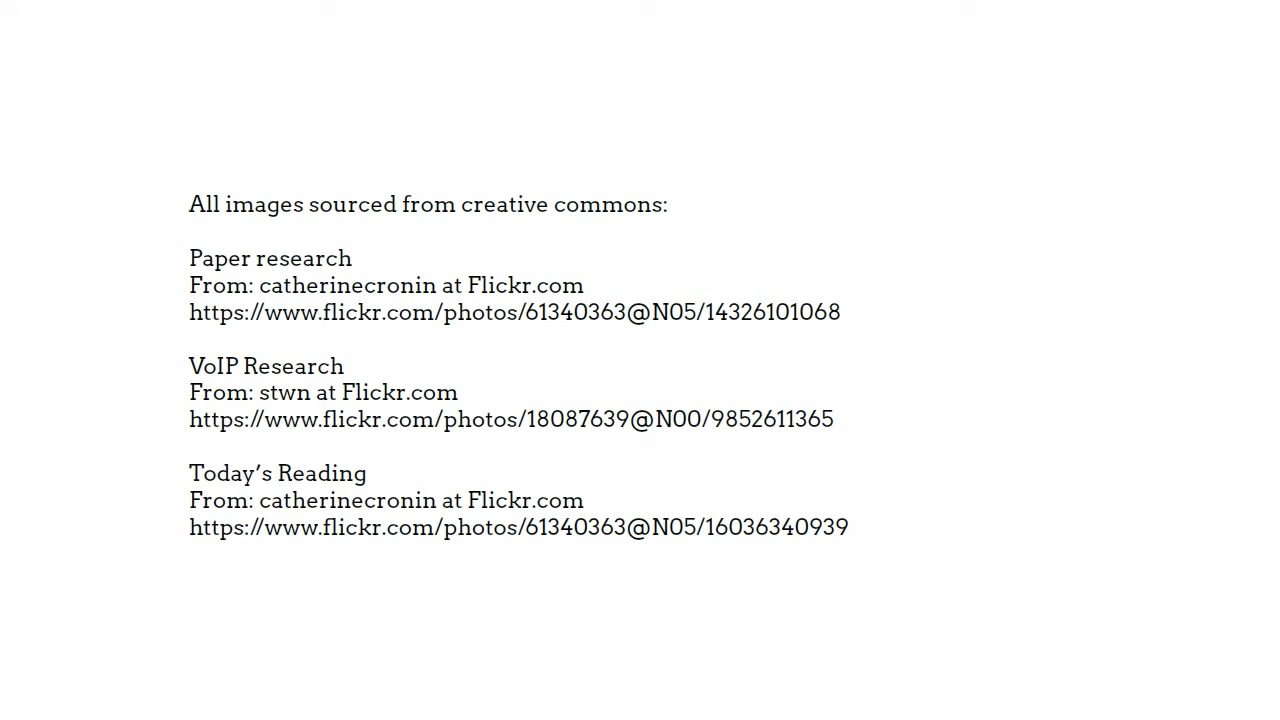 All images sourced from creative commons:
Paper research
From: catherinecronin at Flickr.com
https://www.flickr.com/photos/61340363@N05/14326101068
VoIP Research
From: stwn at Flickr.com
https://www.flickr.com/photos/18087639@N00/9852611365
Today’s Reading
From: catherinecronin at Flickr.com
https://www.flickr.com/photos/61340363@N05/16036340939